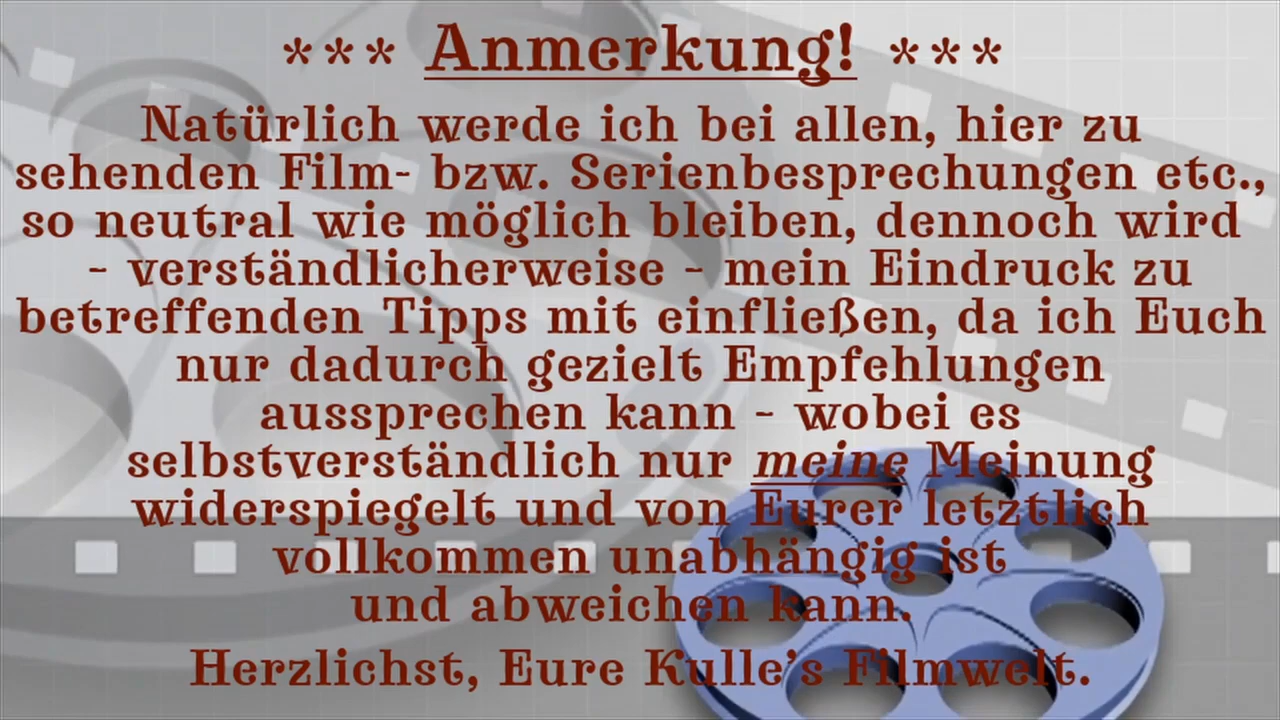 *** Anmerkung! ***
Natürlich werde ich bei allen, hier zu
sehenden Film- bzw. Serienbesprechungen etc.,
so neutral wie möglich bleiben, dennoch wird
- verständlicherweise - mein Eindruck zu
betreffenden Tipps mit einfließen, da ich Euch
nur dadurch gezielt Empfehlungen
aussprechen kann - wobei es
selbstverständlich nur meine Meinung
widerspiegelt und von Eurer letztlich
vollkommen unabhängig ist
und abweichen kann.
Herzlichst, Eure Kulle's Filmwelt.